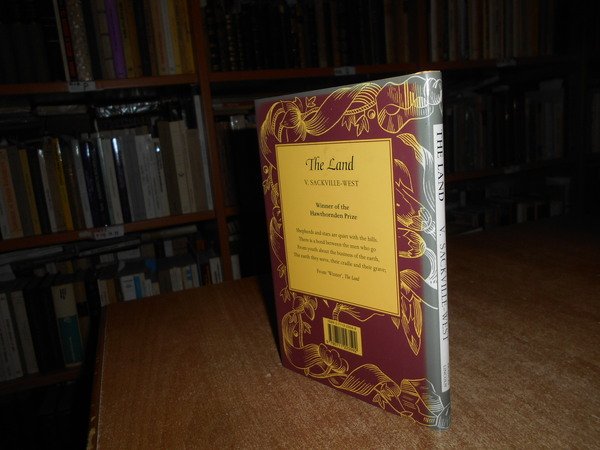 The Land
V. SACKVILLE-WEST
Winner of the
Hawthornden Prize
Shepherds and stars are quiet with the hills.
There is a bond between the men who go
From youth about the business of the earth,
And the earth they serve, their cradle and their grave;
From 'Winter', The Land
THE LAND V. SACKVILLE-WEST